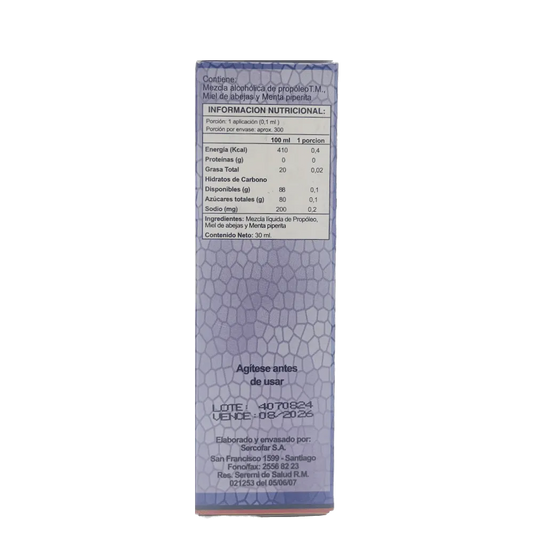 Contiene:
Mezcla alcohólica de propóleoT.M.,
Miel de abejas y Menta piperita
INFORMACION NUTRICIONAL:
Porción: 1 aplicación (0,1 ml )
Porción por envase: aprox. 300
100 ml 1 porcion
Energía (Kcal) 410 0,4
Proteínas (g) 0 0
Grasa Total 20 0,02
Hidratos de Carbono
Disponibles (g) 88 0,1
Azúcares totales (g) 80 0,1
Sodio (mg) 200 0,2
Ingredientes: Mezcla líquida de Propóleo,
Miel de abejas y Menta piperita
Contenido Neto: 30 ml.
Agítese antes
de usar
LOTE: 4070824
VENCE:08/2026
Elaborado y envasado por:
Sercofar S.A.
San Francisco 1599 - Santiago
Fono/fax: 2556 82 23
Res. Seremi de Salud R.M.
021253 del 05/06/07